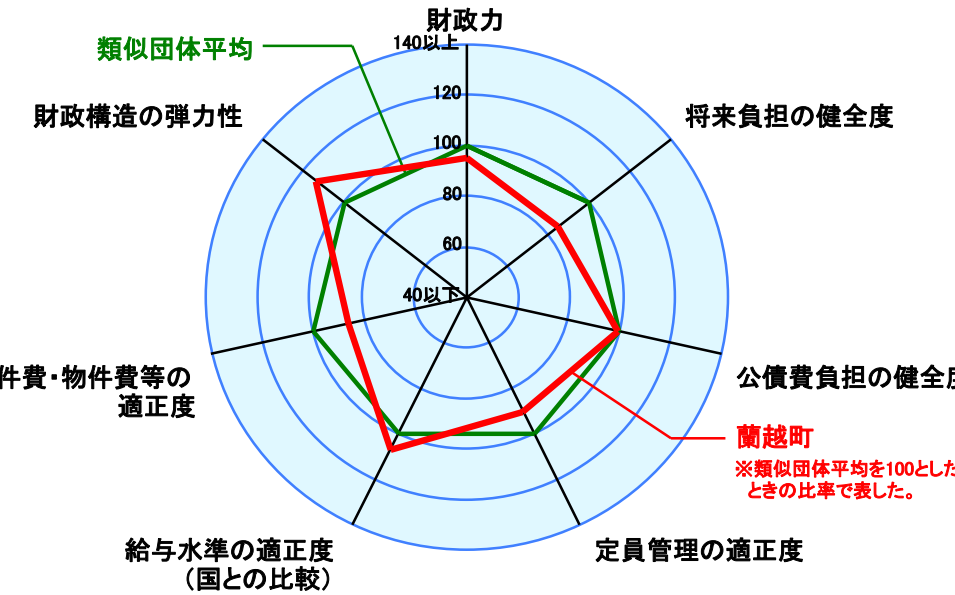 財政力
140以上
類似団体平均
120
財政構造の弾力性
将来負担の健全度
100
80
60
40以下
件費・物件費等の
適正度
公債費負担の健全度
蘭越町
※類似団体平均を100とした
ときの比率で表した。
給与水準の適正度
（国との比較）
定員管理の適正度